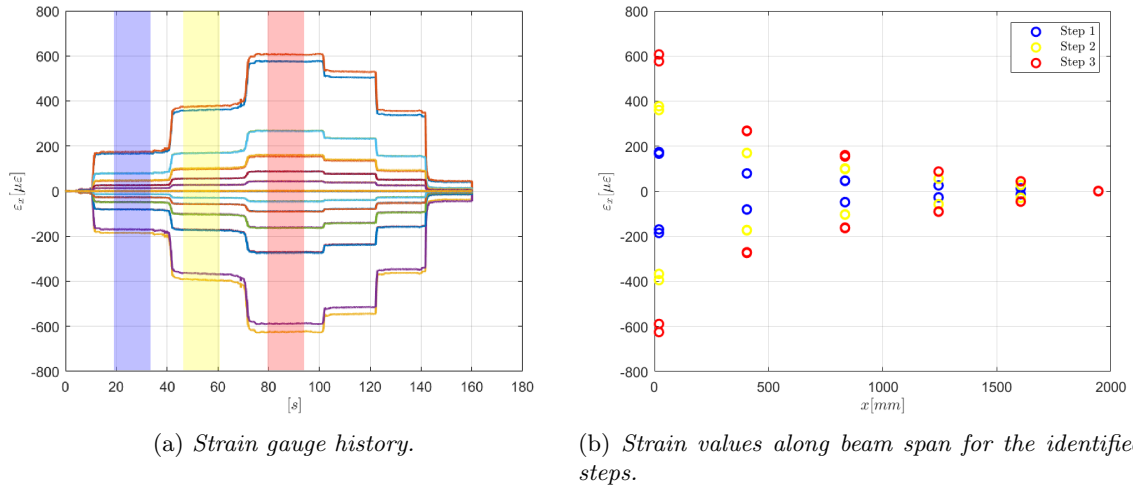 800
600
400
200
0
-200
-400
-600
-800
0 20 40 60 80 100 120 140 160 180
εₓ[με]
[s]
800
600
400
200
0
-200
-400
-600
-800
0 500 1000 1500 2000
εₓ[με]
x[mm]
Step 1
Step 2
Step 3
(a) Strain gauge history.
(b) Strain values along beam span for the identifie
steps.